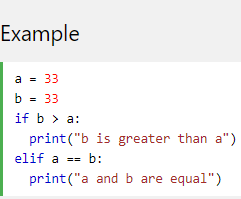 Example
a = 33
b = 33
if b > a:
  print("b is greater than a")
elif a == b:
  print("a and b are equal")